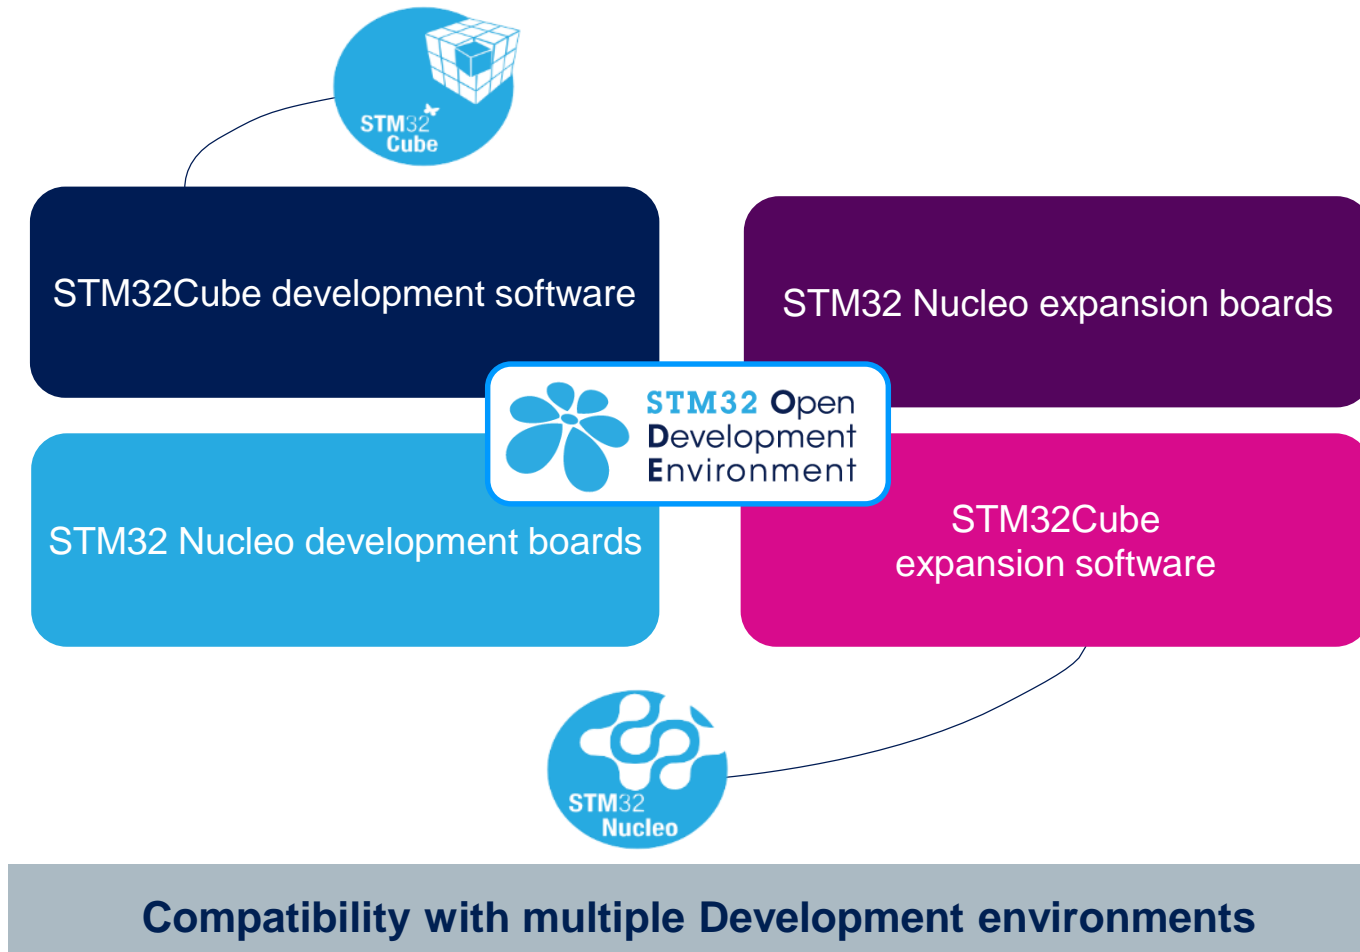 STM32
Cube
STM32Cube development software
STM32 Nucleo expansion boards
STM32 Open
Development
Environment
STM32 Nucleo development boards
STM32Cube
expansion software
STM32
Nucleo
Compatibility with multiple Development environments